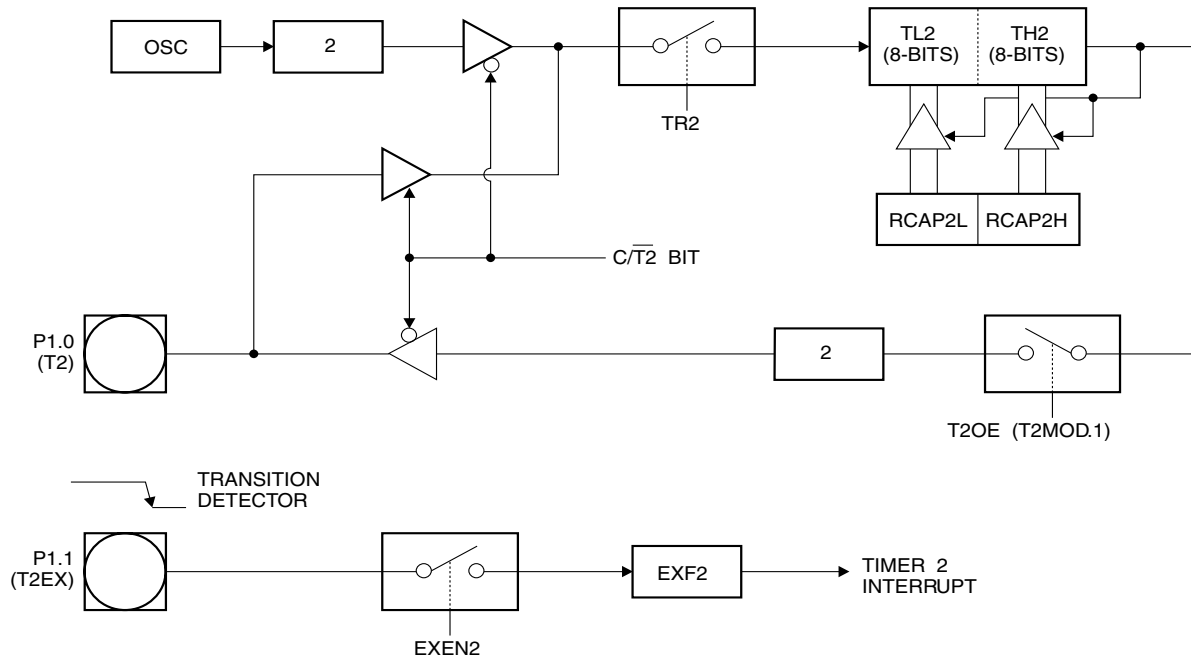 OSC
2
TR2
TL2
(8-BITS)
TH2
(8-BITS)
RCAP2L
RCAP2H
C/T̅2̅ BIT
P1.0
(T2)
2
T2OE (T2MOD.1)
TRANSITION
DETECTOR
P1.1
(T2EX)
EXEN2
EXF2
TIMER 2
INTERRUPT